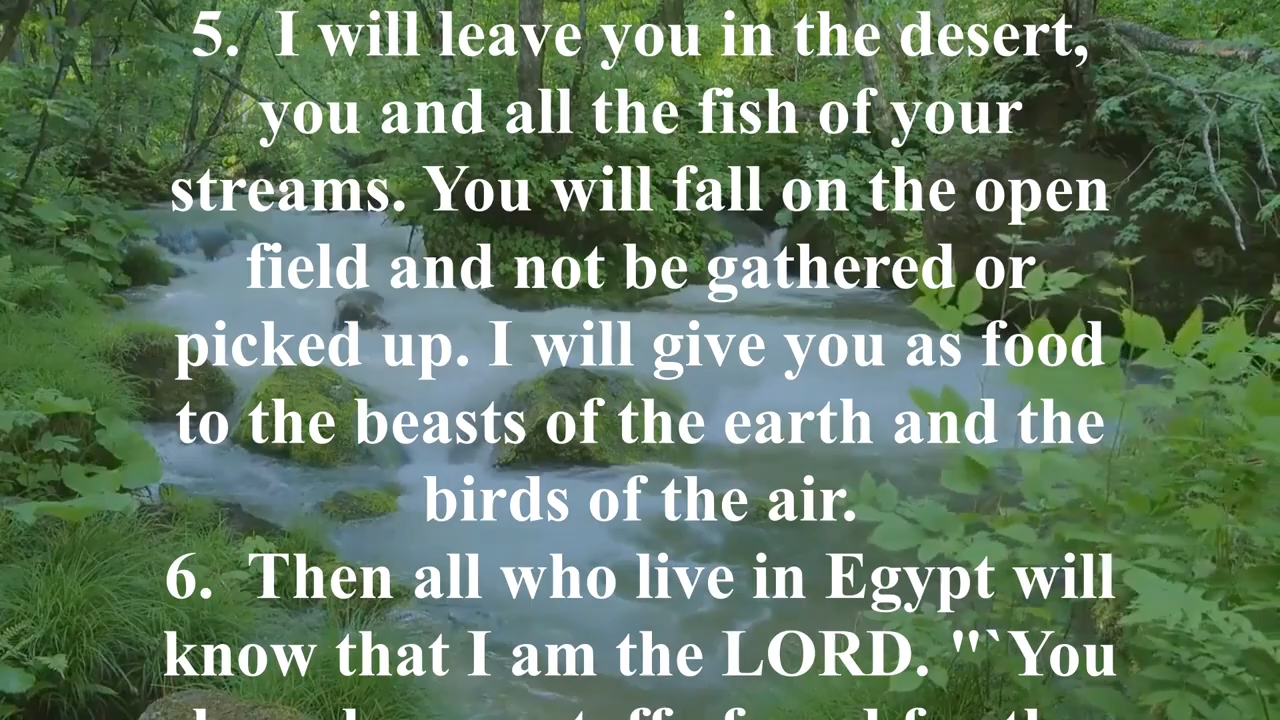 5.  I will leave you in the desert,
you and all the fish of your
streams. You will fall on the open
field and not be gathered or
picked up. I will give you as food
to the beasts of the earth and the
birds of the air.
6.  Then all who live in Egypt will
know that I am the LORD. "`You